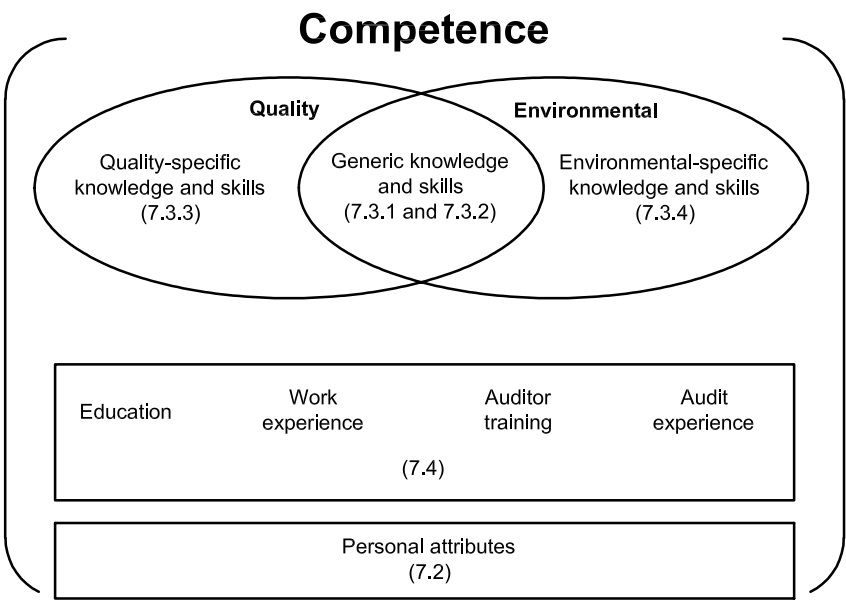 Competence
Quality
Environmental
Quality-specific
knowledge and skills
(7.3.3)
Generic knowledge
and skills
(7.3.1 and 7.3.2)
Environmental-specific
knowledge and skills
(7.3.4)
Education
Work
experience
Auditor
training
Audit
experience
(7.4)
Personal attributes
(7.2)